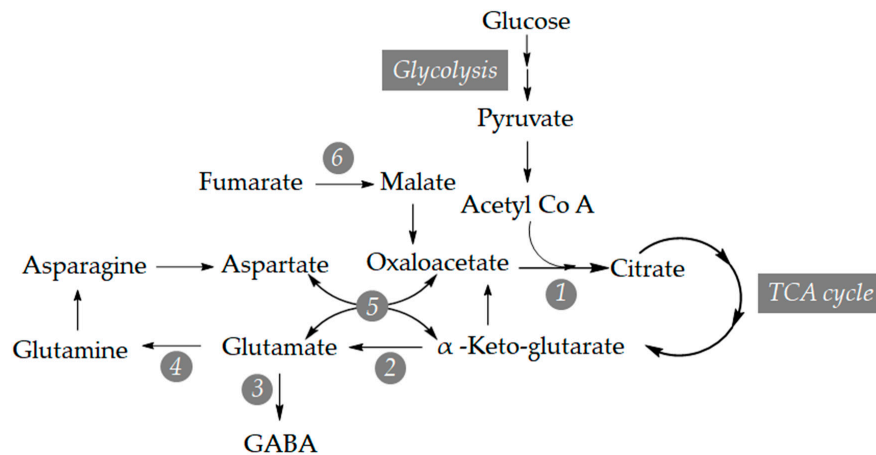 Glucose
Glycolysis
Pyruvate
6
Fumarate
Malate
Acetyl Co A
Asparagine
Aspartate
Oxaloacetate
Citrate
1
TCA cycle
5
Glutamine
Glutamate
α -Keto-glutarate
4
2
3
GABA